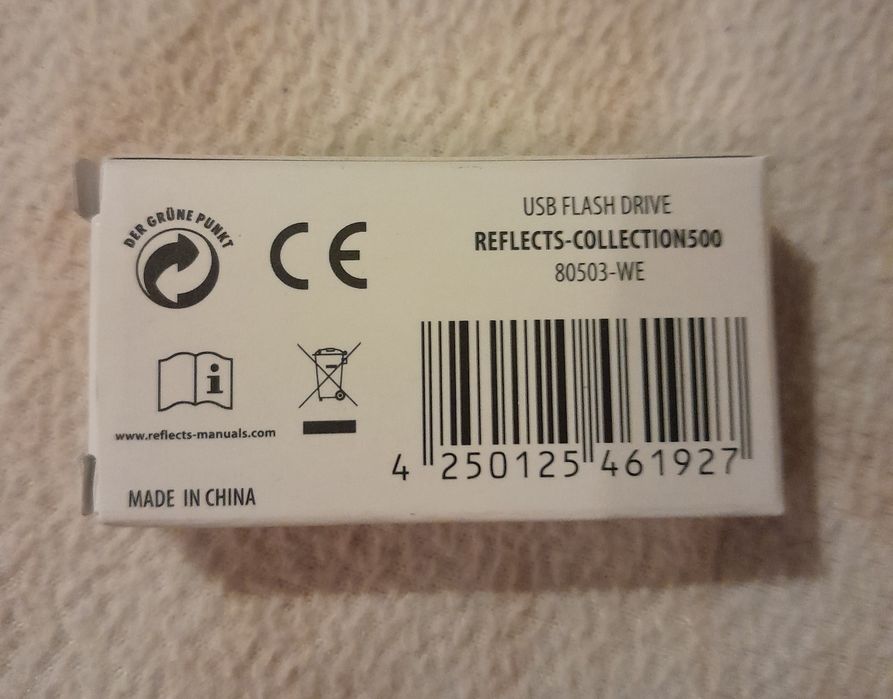 DER GRÜNE PUNKT
CE
USB FLASH DRIVE
REFLECTS-COLLECTION500
80503-WE
i
www.reflects-manuals.com
MADE IN CHINA
4 250125 461927